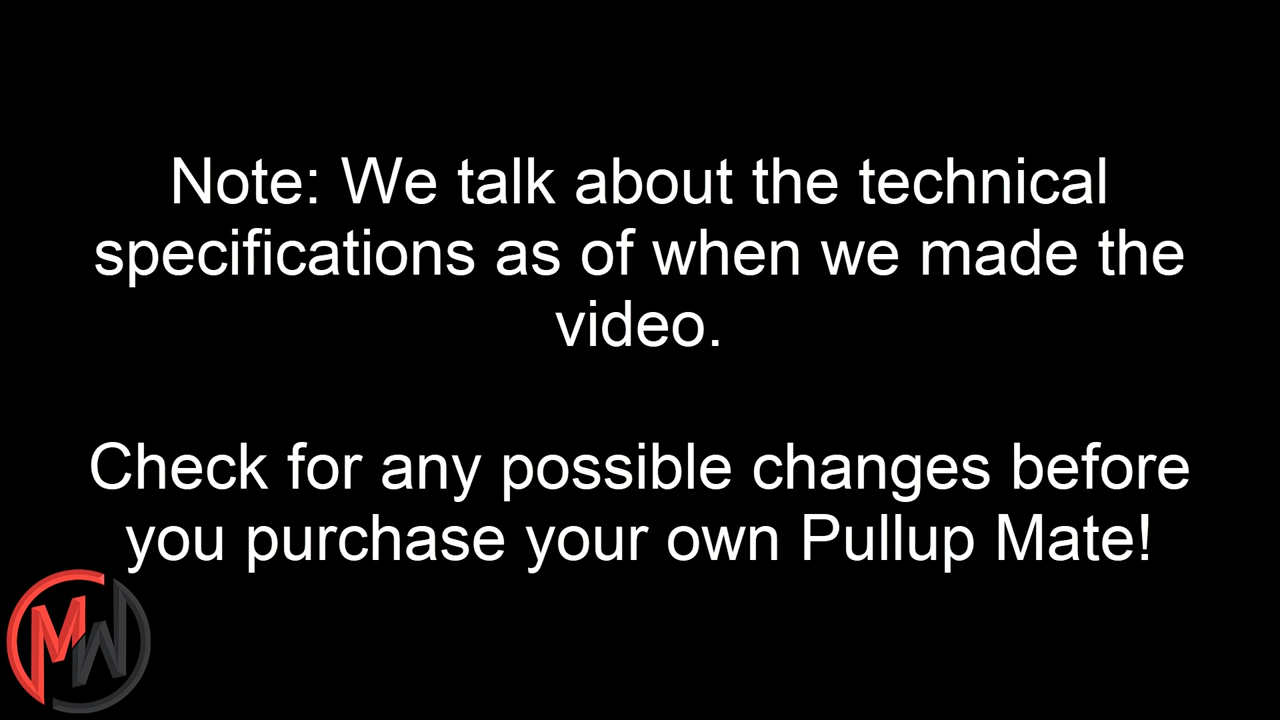 Note: We talk about the technical
specifications as of when we made the
video.
Check for any possible changes before
you purchase your own Pullup Mate!
MW